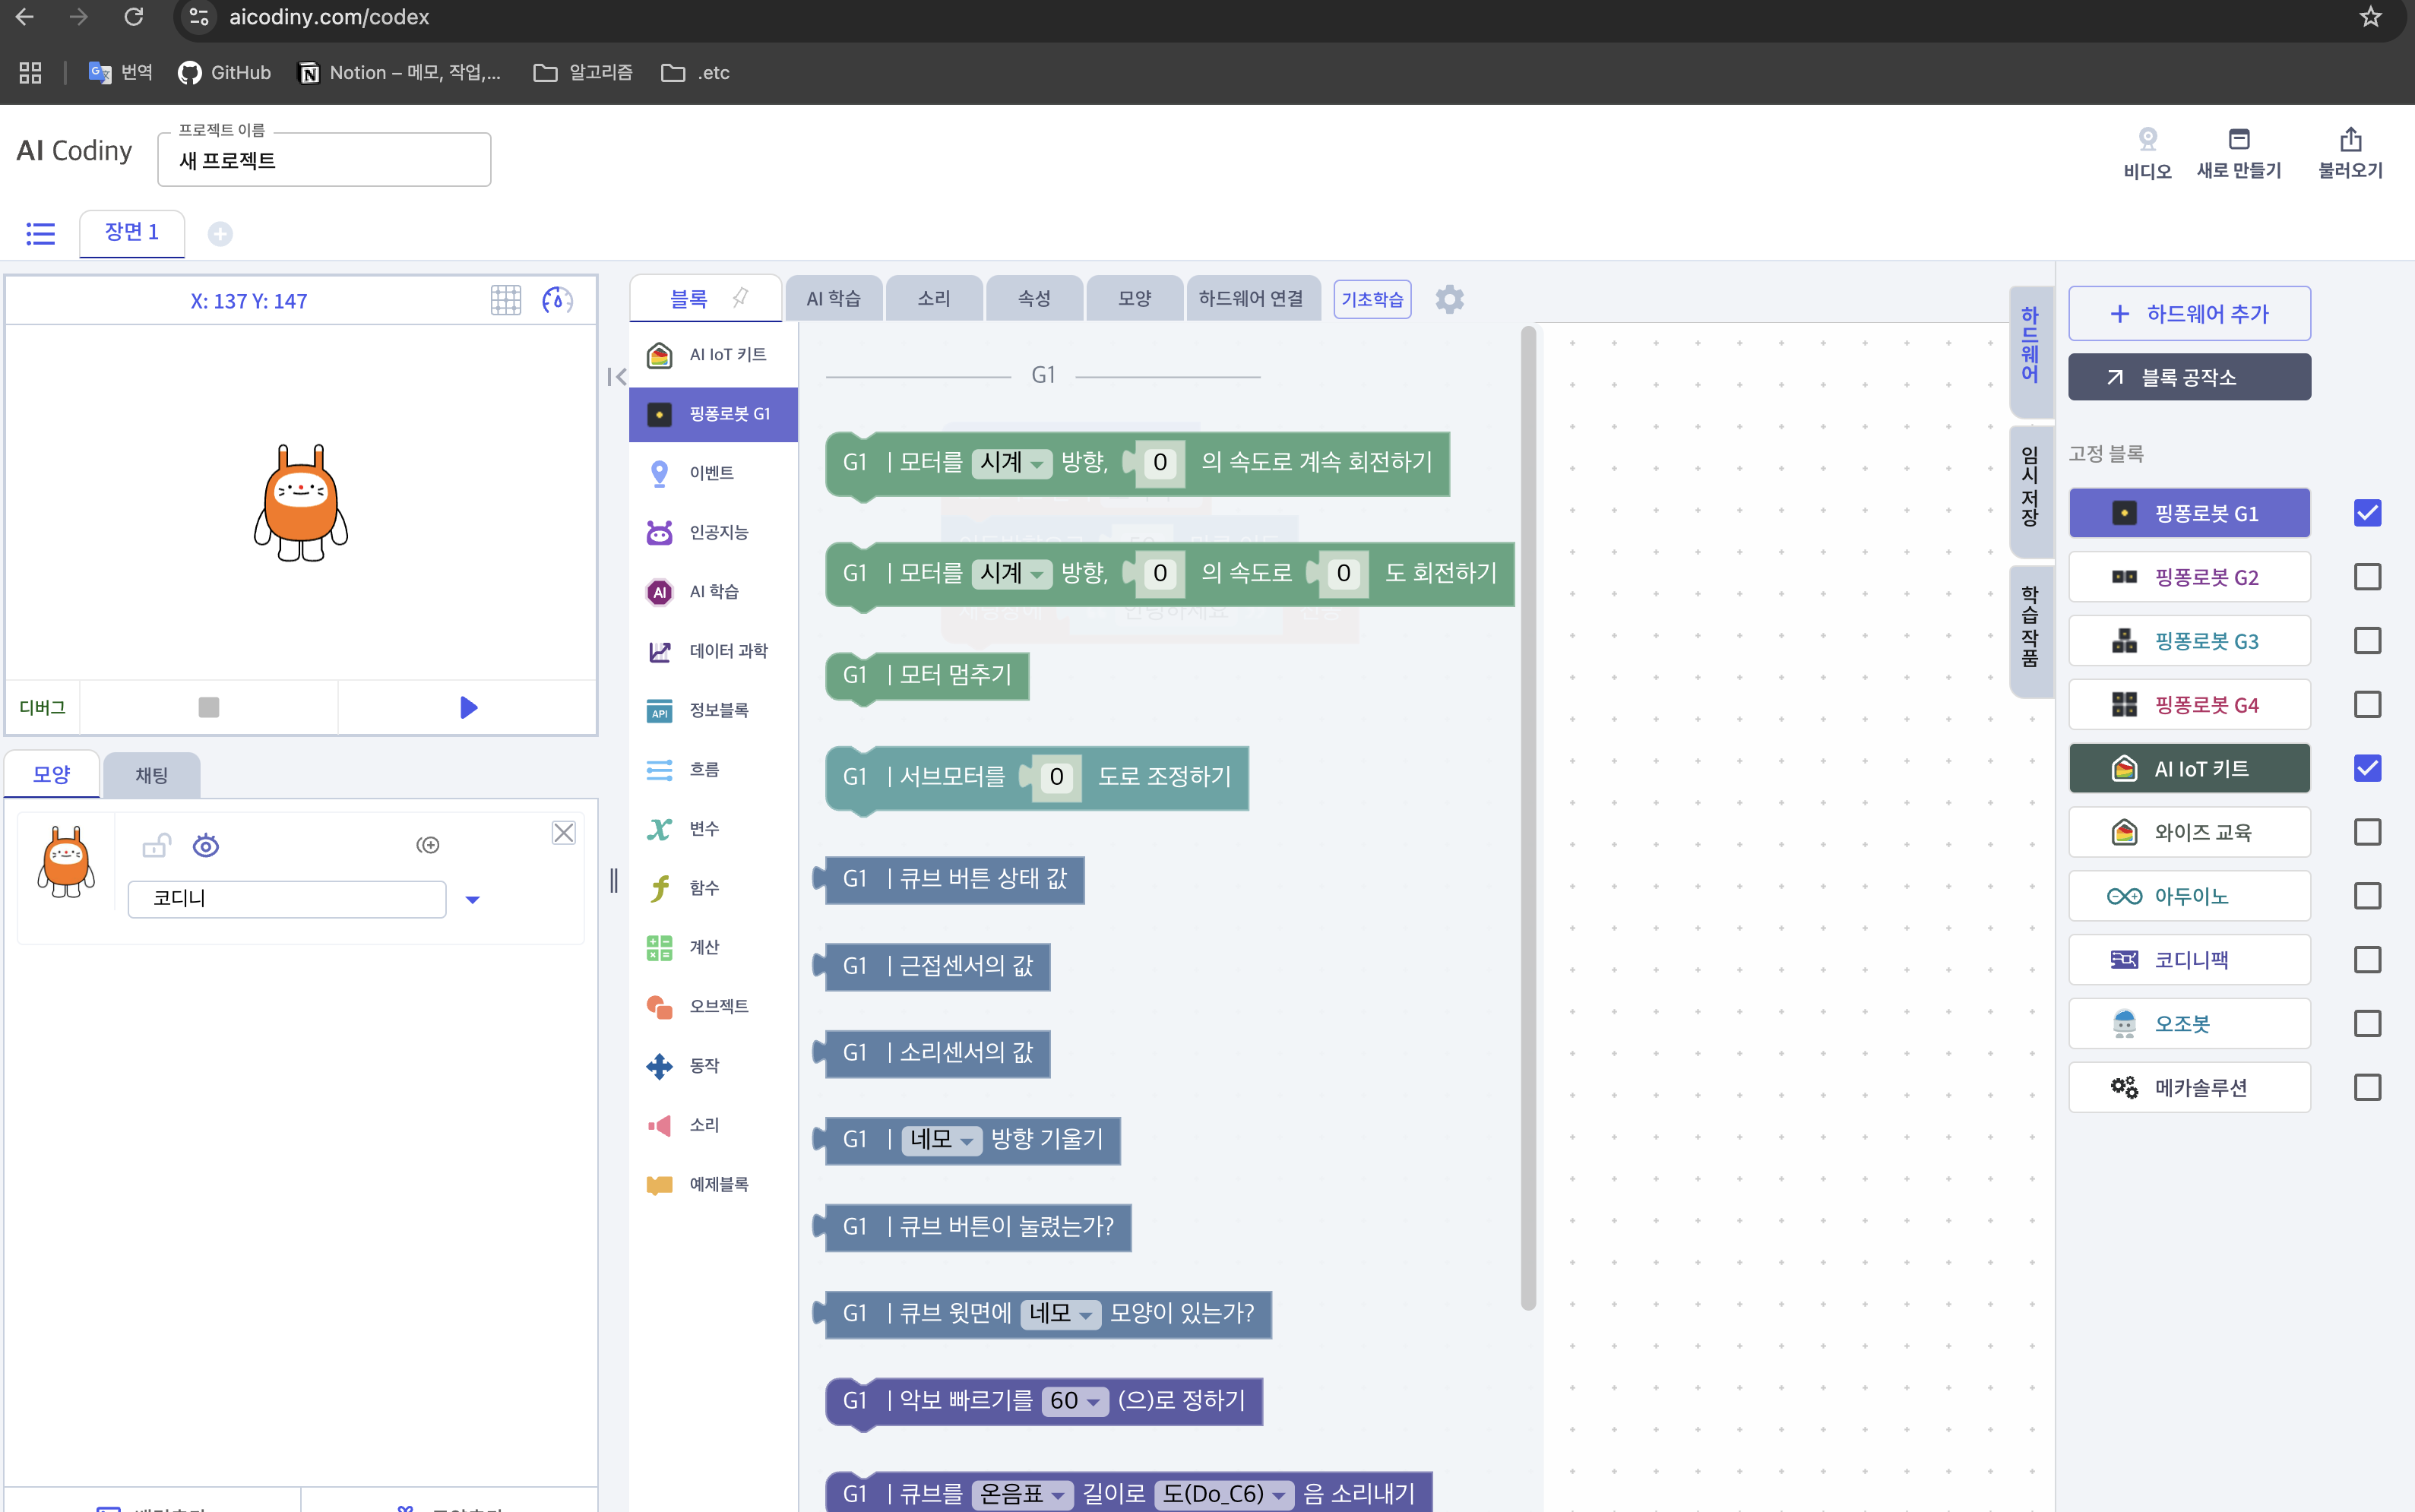 aicodiny.com/codex
번역
GitHub
Notion – 메모, 작업,...
알고리즘
.etc
AI Codiny
프로젝트 이름
새 프로젝트
비디오
새로 만들기
불러오기
장면 1
X: 137 Y: 147
디버그
모양
채팅
코디니
블록
AI 학습
소리
속성
모양
하드웨어 연결
기초학습
AI IoT 키트
핑퐁로봇 G1
이벤트
인공지능
AI
AI 학습
데이터 과학
API
정보블록
흐름
변수
함수
계산
오브젝트
동작
소리
예제블록
G1
G1 | 모터를 시계 방향, 0 의 속도로 계속 회전하기
G1 | 모터를 시계 방향, 0 의 속도로 0 도 회전하기
안녕하세요
G1 | 모터 멈추기
G1 | 서브모터를 0 도로 조정하기
G1 | 큐브 버튼 상태 값
G1 | 근접센서의 값
G1 | 소리센서의 값
G1 | 네모 방향 기울기
G1 | 큐브 버튼이 눌렸는가?
G1 | 큐브 윗면에 네모 모양이 있는가?
G1 | 악보 빠르기를 60 (으)로 정하기
G1 | 큐브를 온음표 길이로 도(Do_C6) 음 소리내기
하드웨어
임시 저장
학습 작품
+ 하드웨어 추가
블록 공작소
고정 블록
핑퐁로봇 G1
핑퐁로봇 G2
핑퐁로봇 G3
핑퐁로봇 G4
AI IoT 키트
와이즈 교육
아두이노
코디니팩
오조봇
메카솔루션